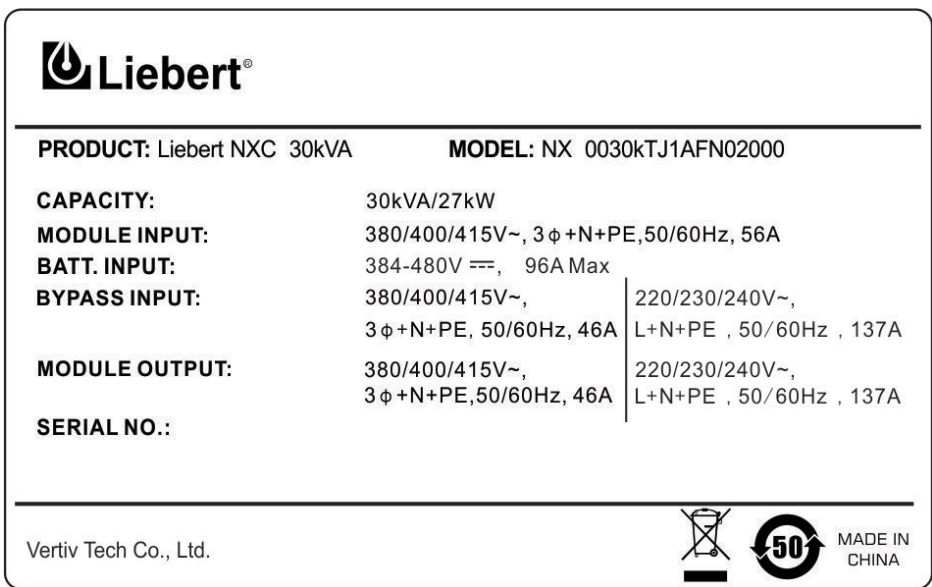 Liebert®
PRODUCT: Liebert NXC 30kVA MODEL: NX 0030kTJ1AFN02000
CAPACITY: 30kVA/27kW
MODULE INPUT: 380/400/415V~, 3ϕ+N+PE,50/60Hz, 56A
BATT. INPUT: 384-480V ⎓, 96A Max
BYPASS INPUT: 380/400/415V~, 220/230/240V~,
3ϕ+N+PE, 50/60Hz, 46A L+N+PE , 50/60Hz , 137A
MODULE OUTPUT: 380/400/415V~, 220/230/240V~,
3ϕ+N+PE,50/60Hz, 46A L+N+PE , 50/60Hz , 137A
SERIAL NO.:
Vertiv Tech Co., Ltd.
50
MADE IN
CHINA